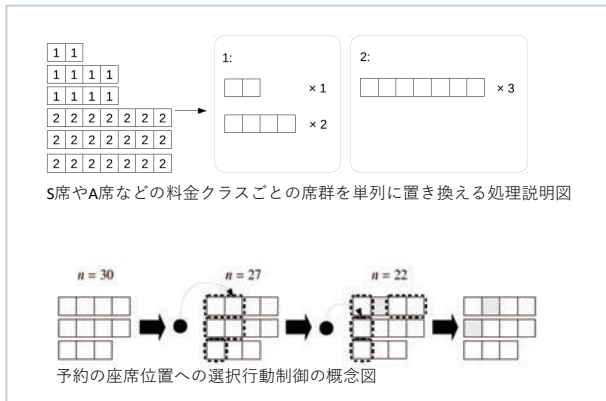 1 1
1 1 1 1
1 1 1 1
2 2 2 2 2 2 2
2 2 2 2 2 2 2
2 2 2 2 2 2 2
1:
× 1
× 2
2:
× 3
S席やA席などの料金クラスごとの席群を単列に置き換える処理説明図
n = 30
n = 27
n = 22
予約の座席位置への選択行動制御の概念図